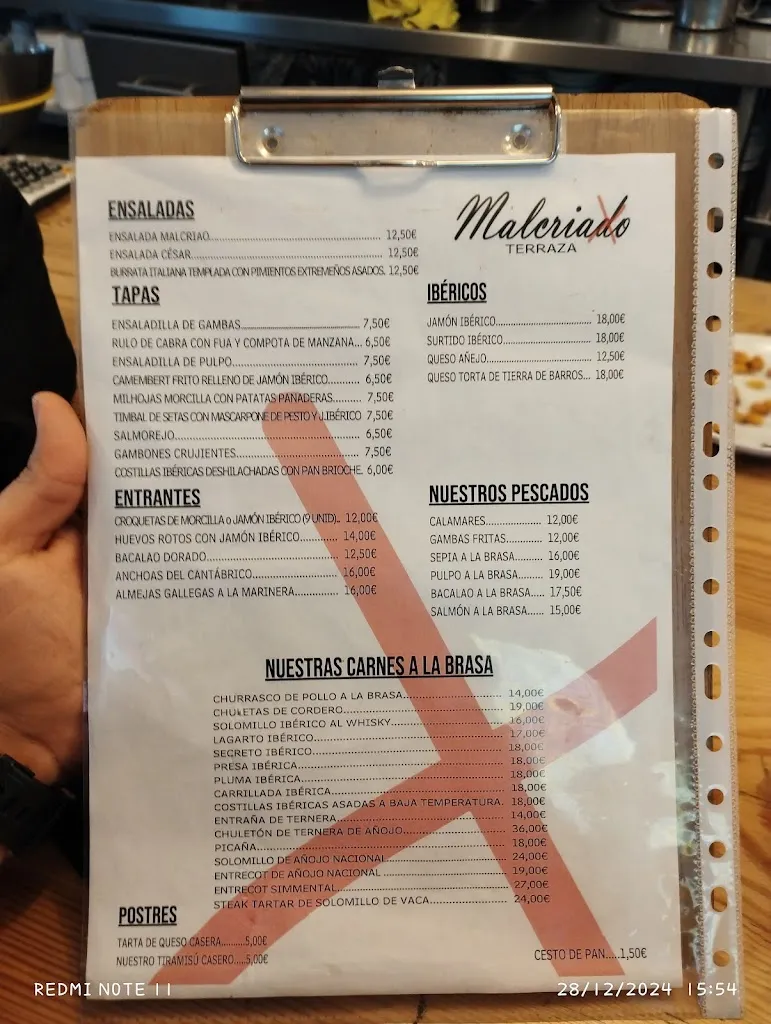 Malcriado
TERRAZA
ENSALADAS
ENSALADA MALCRIAO........ 12,50€
ENSALADA CÉSAR........ 12,50€
BURRATA ITALIANA TEMPLADA CON PIMIENTOS EXTREMEÑOS ASADOS. 12,50€
TAPAS
ENSALADILLA DE GAMBAS........ 7,50€
RULO DE CABRA CON FUA Y COMPOTA DE MANZANA... 6,50€
ENSALADILLA DE PULPO........ 7,50€
CAMEMBERT FRITO RELLENO DE JAMÓN IBÉRICO........ 6,50€
MILHOJAS MORCILLA CON PATATAS PANADERAS........ 7,50€
TIMBAL DE SETAS CON MASCARPONE DE PESTO Y J.IBÉRICO 7,50€
SALMOREJO........ 6,50€
GAMBONES CRUJIENTES........ 7,50€
COSTILLAS IBÉRICAS DESHILACHADAS CON PAN BRIOCHE. 6,00€
IBÉRICOS
JAMÓN IBÉRICO........ 18,00€
SURTIDO IBÉRICO........ 18,00€
QUESO AÑEJO........ 12,50€
QUESO TORTA DE TIERRA DE BARROS... 18,00€
ENTRANTES
CROQUETAS DE MORCILLA o JAMÓN IBÉRICO (9 UNID).. 12,00€
HUEVOS ROTOS CON JAMÓN IBÉRICO........ 14,00€
BACALAO DORADO........ 12,50€
ANCHOAS DEL CANTÁBRICO........ 16,00€
ALMEJAS GALLEGAS A LA MARINERA........ 16,00€
NUESTROS PESCADOS
CALAMARES........ 12,00€
GAMBAS FRITAS........ 12,00€
SEPIA A LA BRASA........ 16,00€
PULPO A LA BRASA........ 19,00€
BACALAO A LA BRASA..... 17,50€
SALMÓN A LA BRASA...... 15,00€
NUESTRAS CARNES A LA BRASA
CHURRASCO DE POLLO A LA BRASA........ 14,00€
CHULETAS DE CORDERO........ 19,00€
SOLOMILLO IBÉRICO AL WHISKY........ 16,00€
LAGARTO IBÉRICO........ 17,00€
SECRETO IBÉRICO........ 18,00€
PRESA IBÉRICA........ 18,00€
PLUMA IBÉRICA........ 18,00€
CARRILLADA IBÉRICA........ 18,00€
COSTILLAS IBÉRICAS ASADAS A BAJA TEMPERATURA. 18,00€
ENTRAÑA DE TERNERA........ 14,00€
CHULETÓN DE TERNERA DE AÑOJO........ 36,00€
PICAÑA........ 18,00€
SOLOMILLO DE AÑOJO NACIONAL........ 24,00€
ENTRECOT DE AÑOJO NACIONAL........ 19,00€
ENTRECOT SIMMENTAL........ 27,00€
STEAK TARTAR DE SOLOMILLO DE VACA........ 24,00€
POSTRES
TARTA DE QUESO CASERA........5,00€
NUESTRO TIRAMISÚ CASERO.....5,00€
CESTO DE PAN....1,50€
REDMI NOTE 11
28/12/2024 15:54